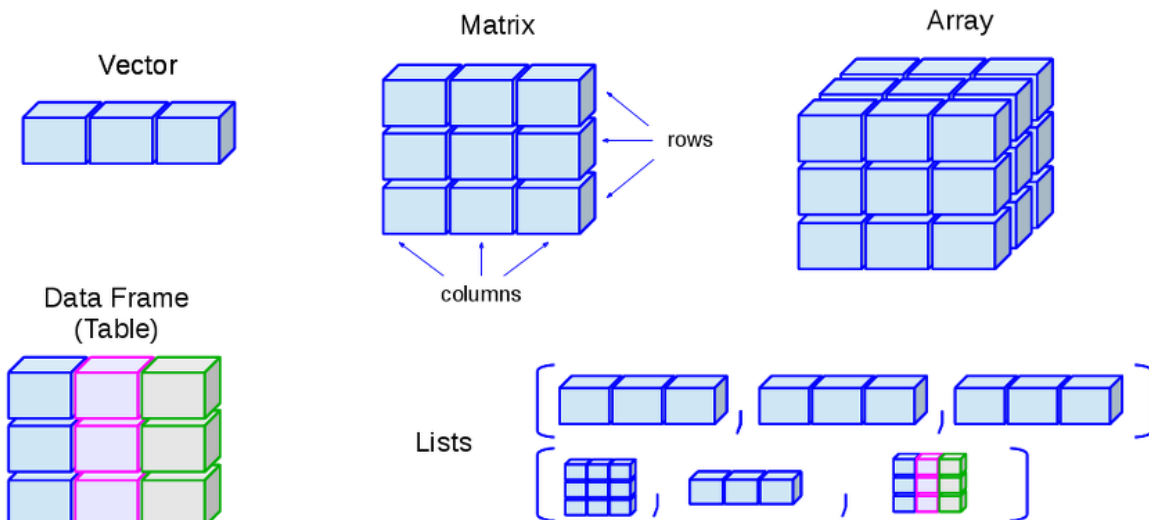 Vector
Matrix
Array
rows
columns
Data Frame
(Table)
Lists